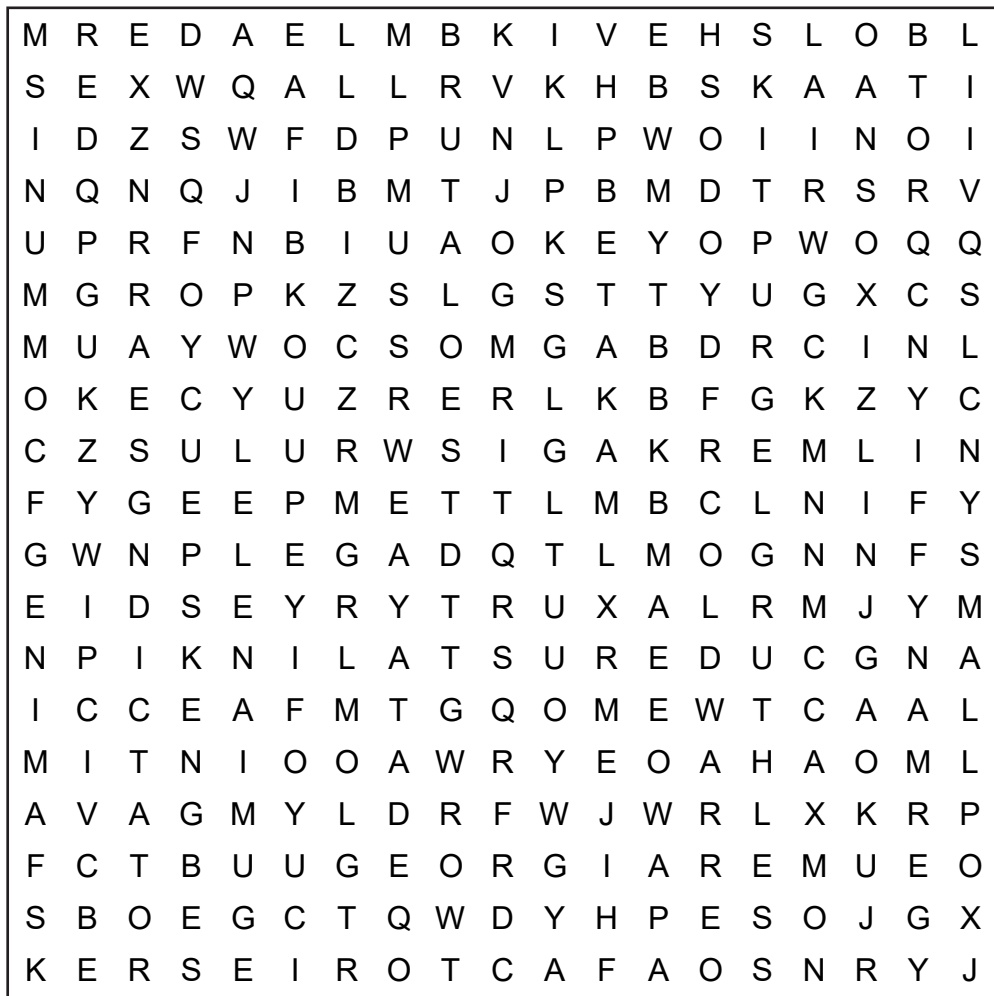 M R E D A E L M B K I V E H S L O B L
S E X W Q A L L R V K H B S K A A T I
I D Z S W F D P U N L P W O I I N O I
N Q N Q J I B M T J P B M D T R S R V
U P R F N B I U A O K E Y O P W O Q Q
M G R O P K Z S L G S T T Y U G X C S
M U A Y W O C S O M G A B D R C I N L
O K E C Y U Z R E R L K B F G K Z Y C
C Z S U L U R W S I G A K R E M L I N
F Y G E E P M E T T L M B C L N I F Y
G W N P L E G A D Q T L M O G N N F S
E I D S E Y R Y T R U X A L R M J Y M
N P I K N I L A T S U R E D U C G N A
I C C E A F M T G Q O M E W T C A A L
M I T N I O O A W R Y E O A H A O M L
A V A G M Y L D R F W J W R L X K R P
F C T B U U G E O R G I A R E M U E O
S B O E G C T Q W D Y H P E S O J G X
K E R S E I R O T C A F A O S N R Y J